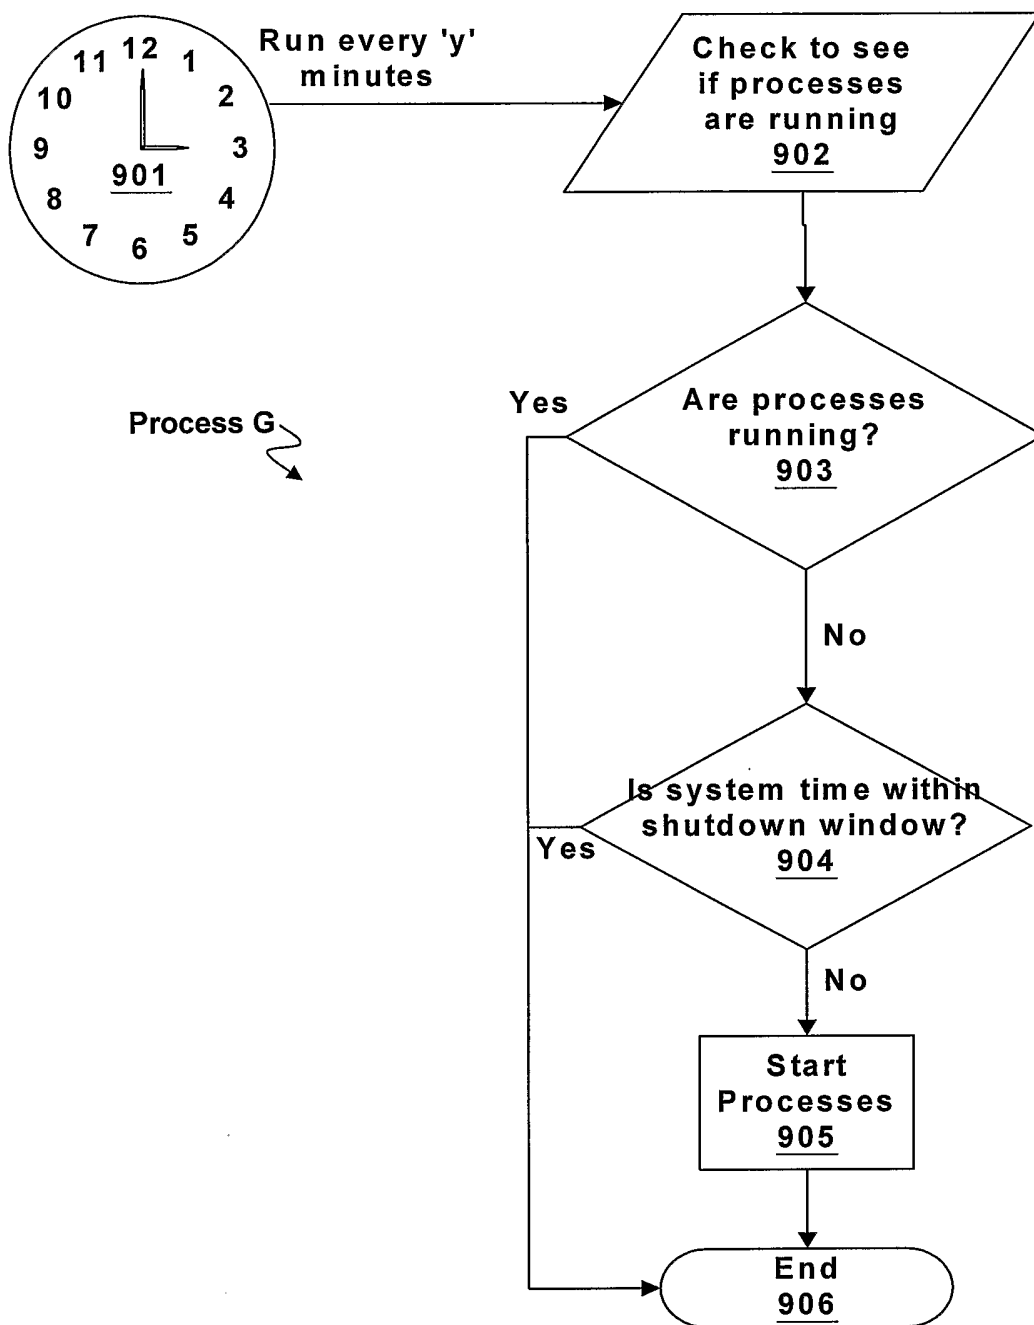 12
11
1
10
2
9
3
901
8
4
7
5
6
Run every 'y'
minutes
Check to see
if processes
are running
902
Process G
Yes
Are processes
running?
903
No
Is system time within
shutdown window?
904
Yes
No
Start
Processes
905
End
906